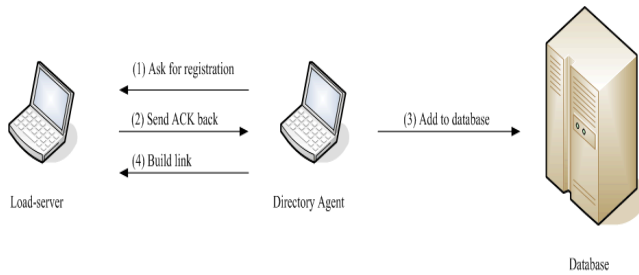 (1) Ask for registration
(2) Send ACK back
(3) Add to database
(4) Build link
Load-server
Directory Agent
Database